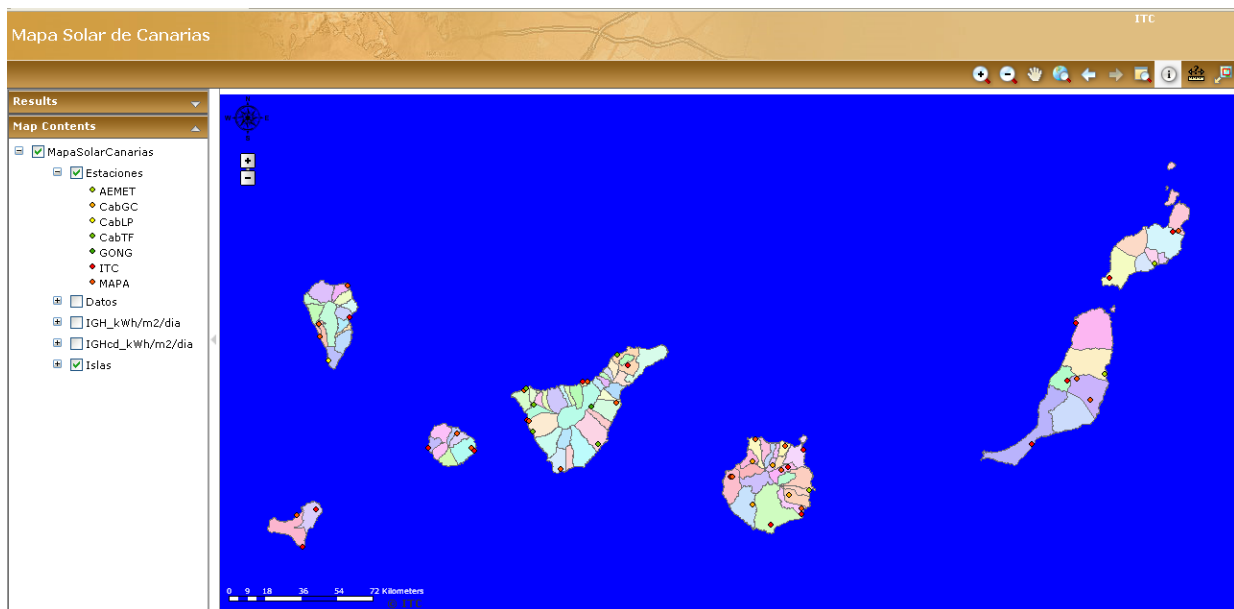 ITC
Mapa Solar de Canarias
Results
Map Contents
MapaSolarCanarias
Estaciones
AEMET
CabGC
CabLP
CabTF
GONG
ITC
MAPA
Datos
IGH_kWh/m2/dia
IGHcd_kWh/m2/dia
Islas
0 9 18 36 54 72 Kilometers
© ITC